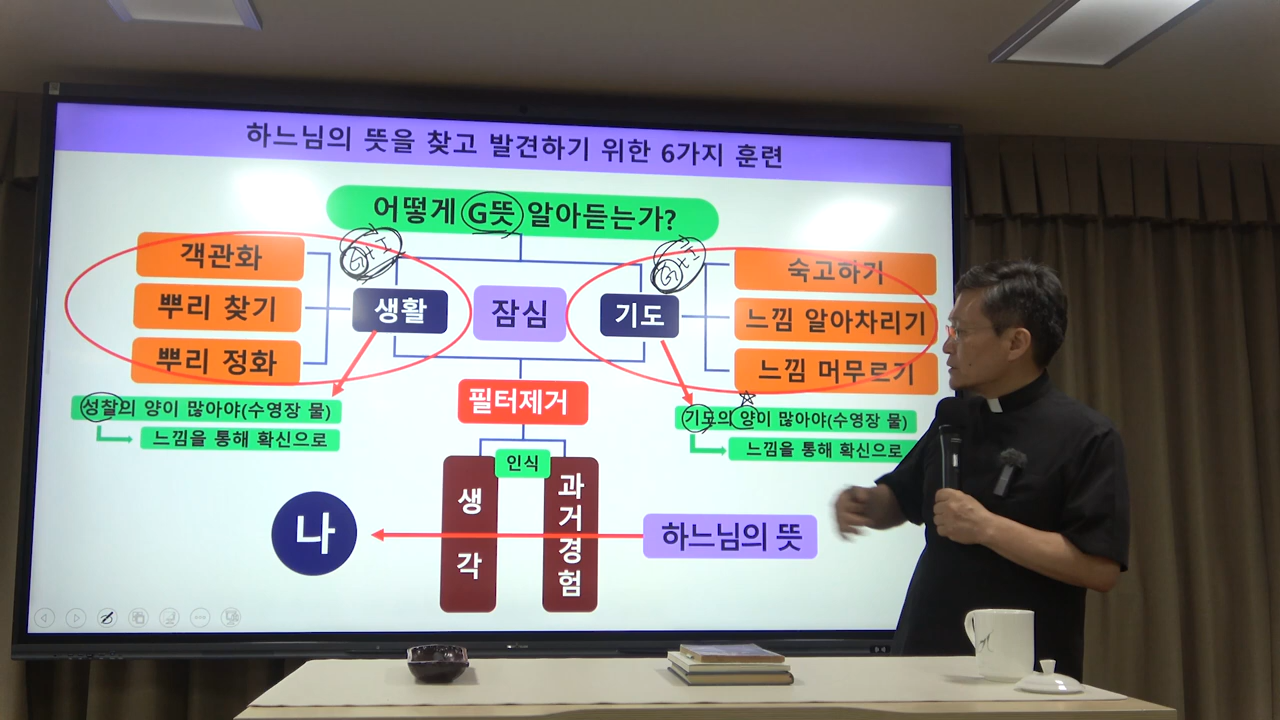 하느님의 뜻을 찾고 발견하기 위한 6가지 훈련
어떻게 G뜻 알아듣는가?
G+I
G+I
객관화
뿌리 찾기
뿌리 정화
생활
잠심
기도
숙고하기
느낌 알아차리기
느낌 머무르기
성찰의 양이 많아야(수영장 물)
느낌을 통해 확신으로
필터제거
기도의 양이 많아야(수영장 물)
느낌을 통해 확신으로
인식
생각
과거경험
나
하느님의 뜻